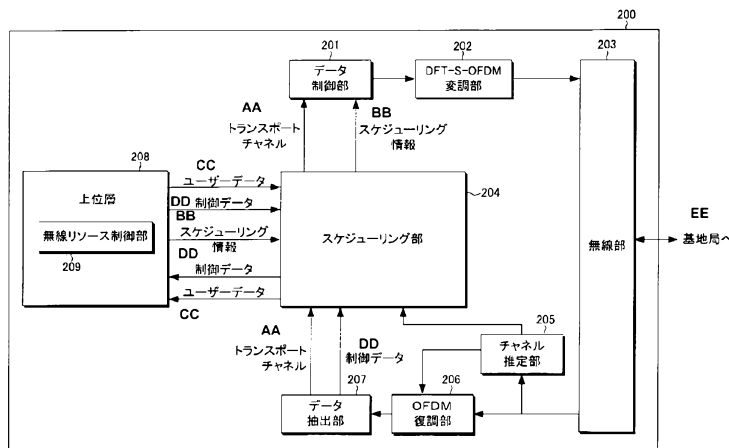 200
201
202
203
データ
制御部
DFT-S-OFDM
変調部
AA
トランスポート
チャネル
BB
スケジューリング
情報
208
上位層
無線リソース制御部
209
CC
ユーザーデータ
DD 制御データ
BB
スケジューリング
情報
DD
制御データ
ユーザーデータ
CC
204
スケジューリング部
無線部
EE
基地局へ
AA
トランスポート
チャネル
DD
制御データ
205
チャネル
推定部
207
データ
抽出部
206
OFDM
復調部